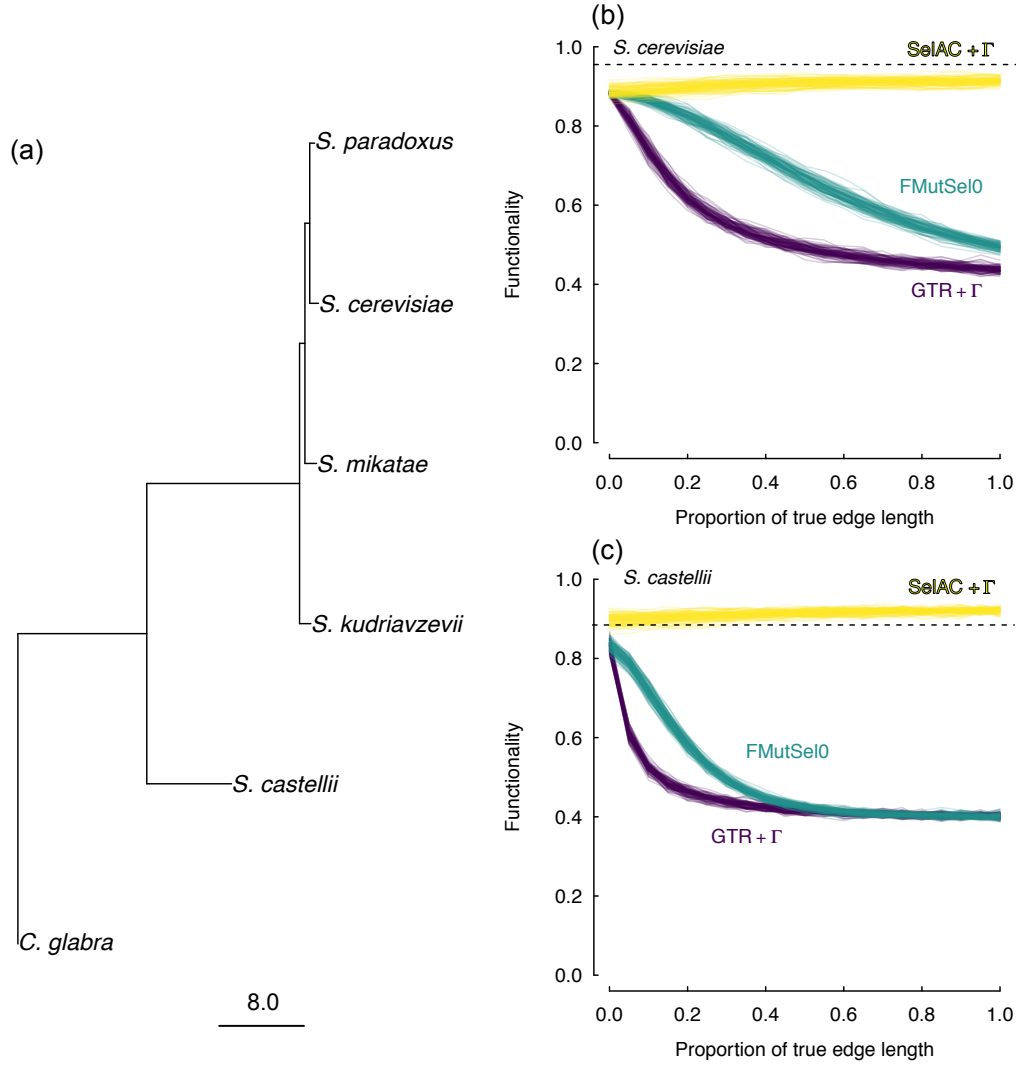 (a)
S. paradoxus
S. cerevisiae
S. mikatae
S. kudriavzevii
S. castellii
C. glabra
8.0
(b)
S. cerevisiae
SelAC + Γ
FMutSel0
GTR + Γ
Functionality
1.0
0.8
0.6
0.4
0.2
0.0
0.0 0.2 0.4 0.6 0.8 1.0
Proportion of true edge length
(c)
S. castellii
SelAC + Γ
FMutSel0
GTR + Γ
Functionality
1.0
0.8
0.6
0.4
0.2
0.0
0.0 0.2 0.4 0.6 0.8 1.0
Proportion of true edge length